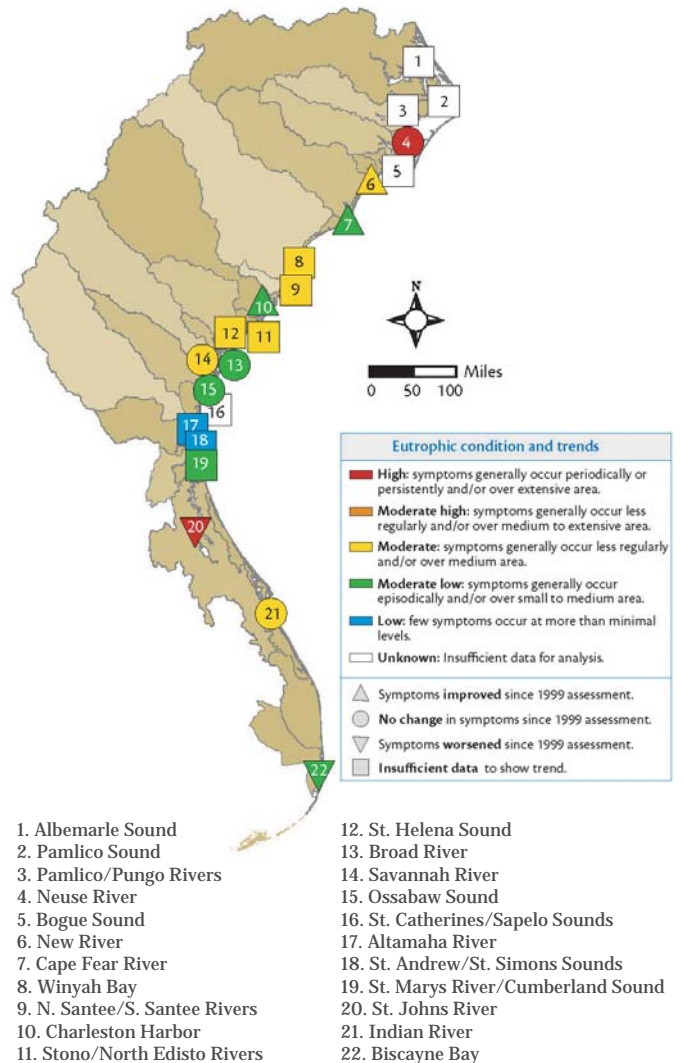 1
2
3
4
5
6
7
8
9
10
12
11
14
13
15
16
17
18
19
20
21
22
N
Miles
0 50 100
Eutrophic condition and trends
High: symptoms generally occur periodically or
persistently and/or over extensive area.
Moderate high: symptoms generally occur less
regularly and/or over medium to extensive area.
Moderate: symptoms generally occur less regularly
and/or over medium area.
Moderate low: symptoms generally occur
episodically and/or over small to medium area.
Low: few symptoms occur at more than minimal
levels.
Unknown: Insufficient data for analysis.
Symptoms improved since 1999 assessment.
No change in symptoms since 1999 assessment.
Symptoms worsened since 1999 assessment.
Insufficient data to show trend.
1. Albemarle Sound
2. Pamlico Sound
3. Pamlico/Pungo Rivers
4. Neuse River
5. Bogue Sound
6. New River
7. Cape Fear River
8. Winyah Bay
9. N. Santee/S. Santee Rivers
10. Charleston Harbor
11. Stono/North Edisto Rivers
12. St. Helena Sound
13. Broad River
14. Savannah River
15. Ossabaw Sound
16. St. Catherines/Sapelo Sounds
17. Altamaha River
18. St. Andrew/St. Simons Sounds
19. St. Marys River/Cumberland Sound
20. St. Johns River
21. Indian River
22. Biscayne Bay